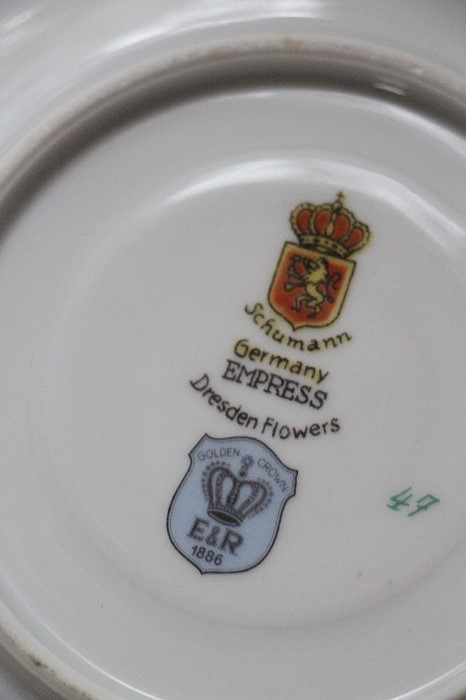 Schumann
Germany
EMPRESS
Dresden Flowers
GOLDEN CROWN
E&R
1886
47